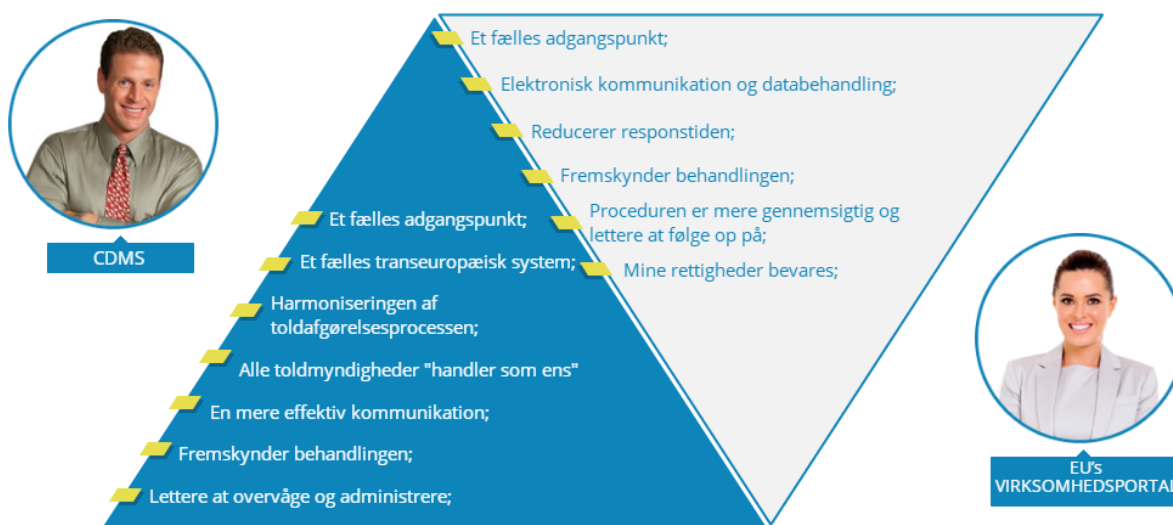 Et fælles adgangspunkt;
Elektronisk kommunikation og databehandling;
Reducerer responstiden;
Fremskynder behandlingen;
Proceduren er mere gennemsigtig og
lettere at følge op på;
Mine rettigheder bevares;
Et fælles adgangspunkt;
Et fælles transeuropæisk system;
Harmoniseringen af
toldafgørelsesprocessen;
Alle toldmyndigheder "handler som ens"
En mere effektiv kommunikation;
Fremskynder behandlingen;
Lettere at overvåge og administrere;
CDMS
EU's
VIRKSOMHEDSPORTAL